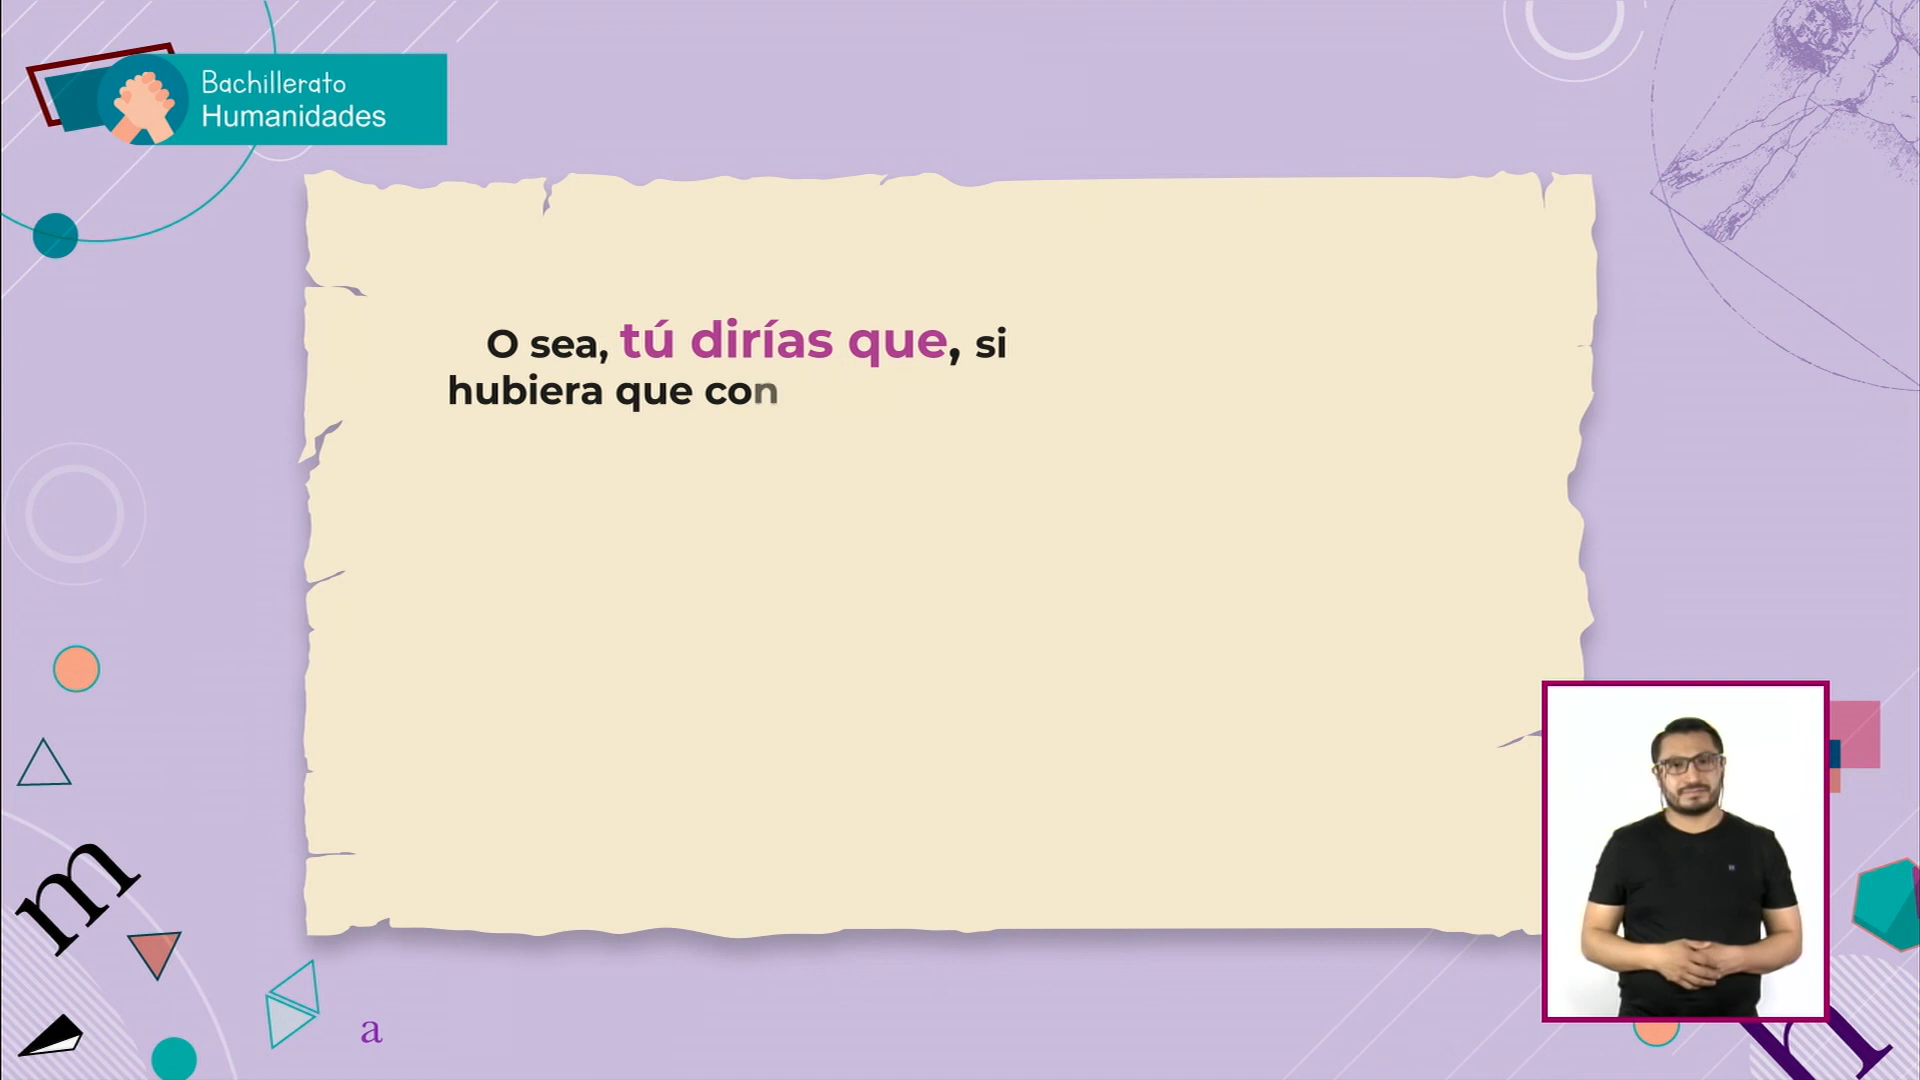 Bachillerato
Humanidades
O sea, tú dirías que, si
hubiera que con
m
a
h